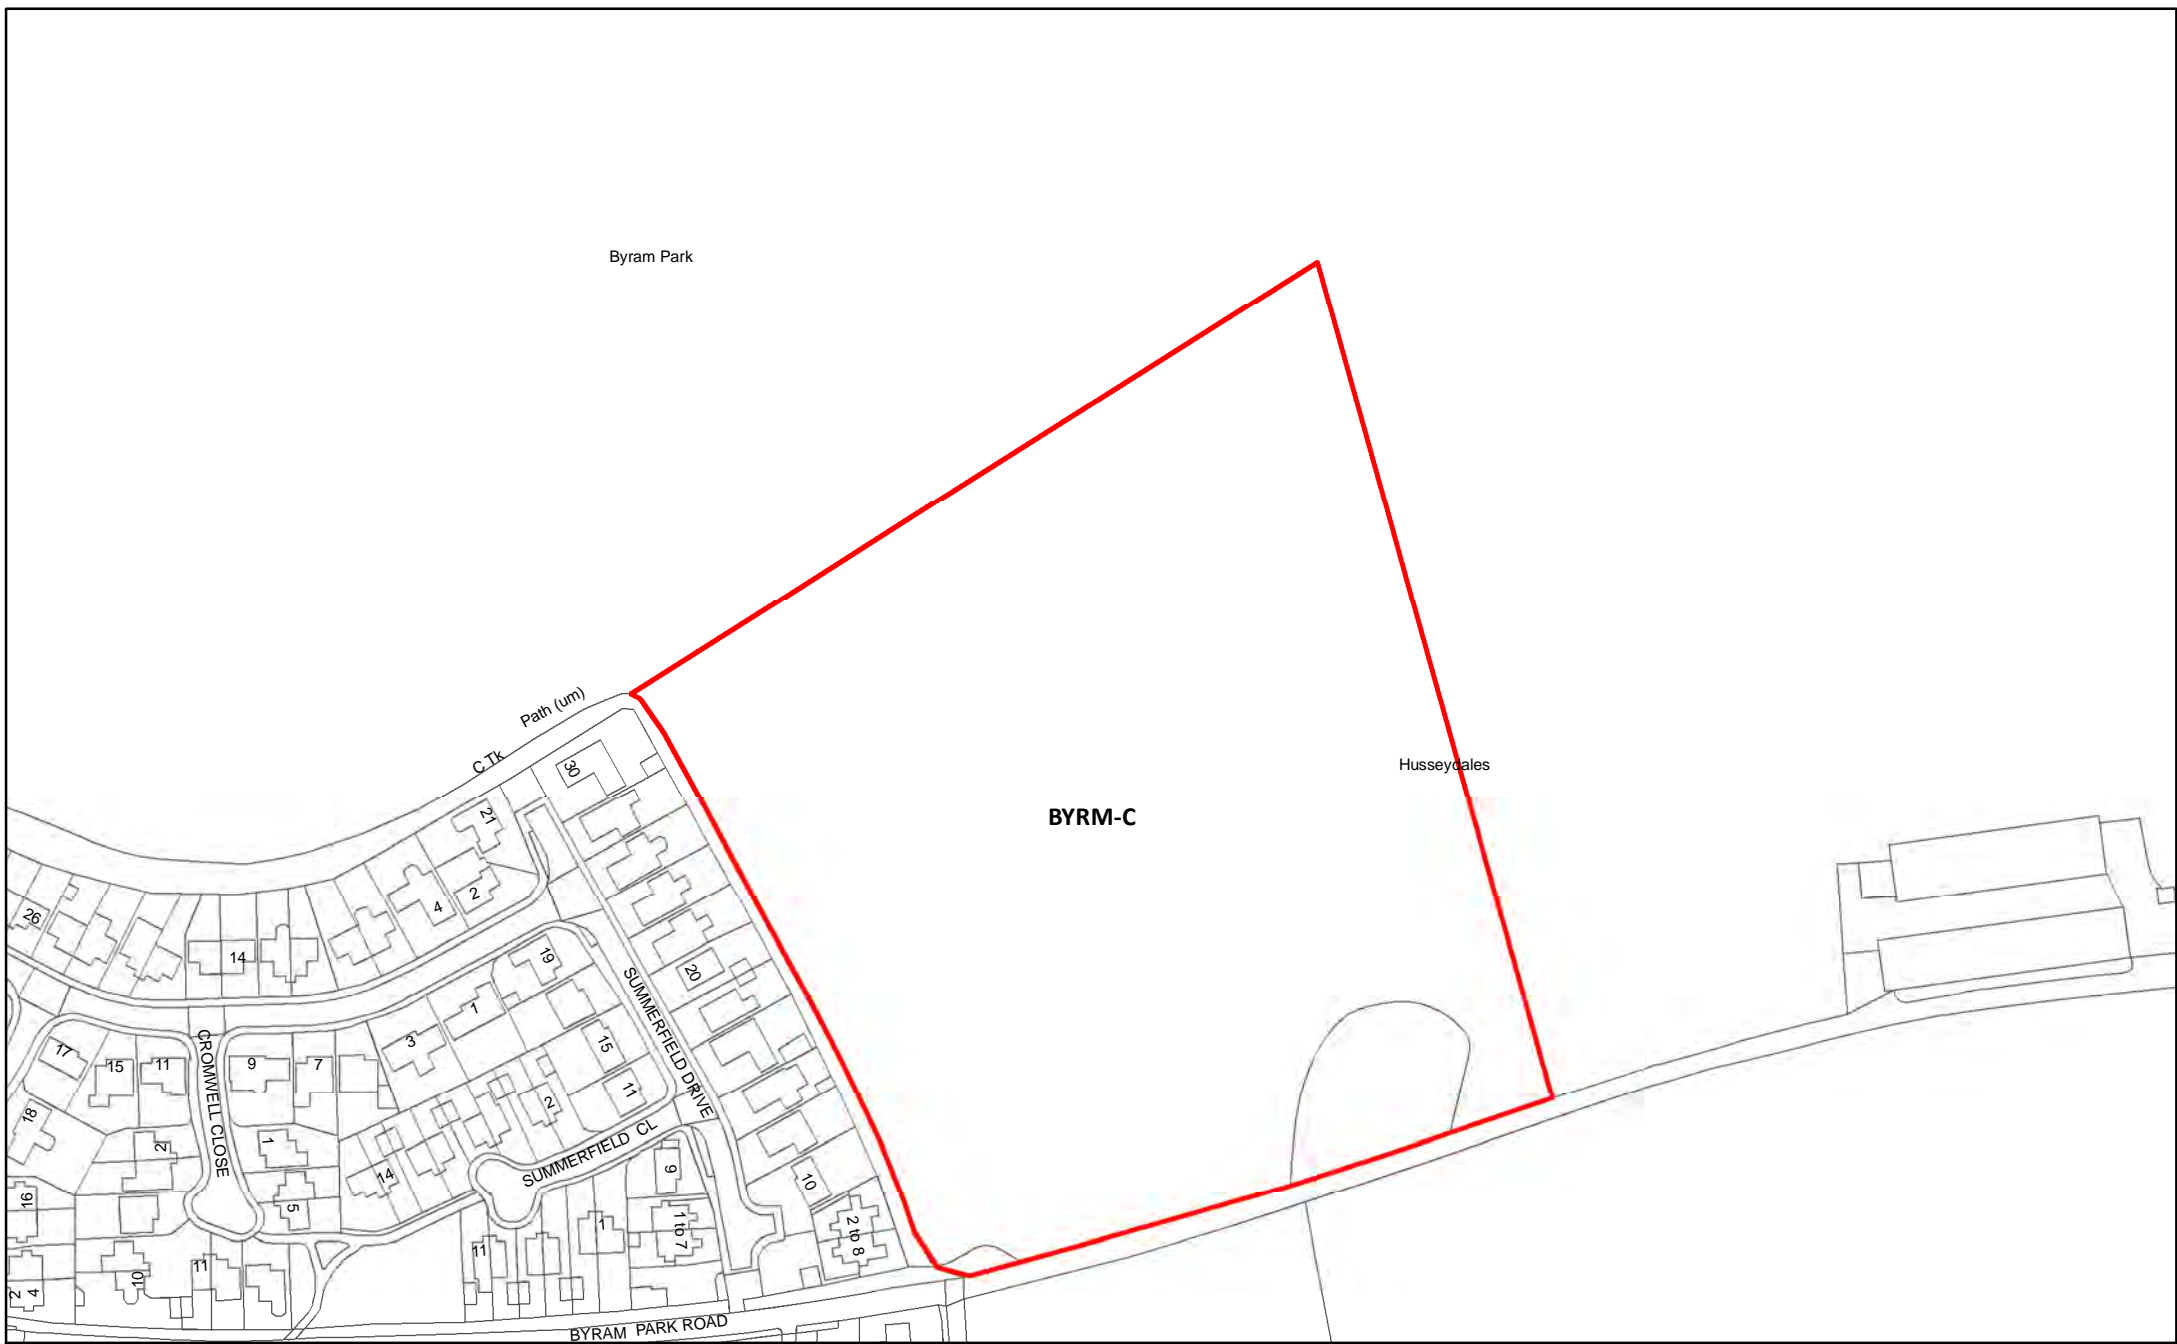 Byram Park
Path (um)
C Tk
Husseydales
BYRM-C
30
21
2
4
26
14
19
20
1
3
SUMMERFIELD DRIVE
17
15
11
9
7
15
11
2
CROMWELL CLOSE
18
1
2
14
SUMMERFIELD CL
9
10
16
5
1
1 to 7
2 to 8
11
11
10
2
4
BYRAM PARK ROAD